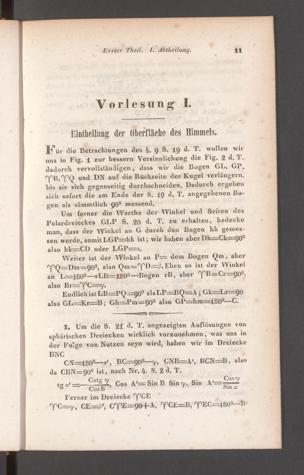 Erster Theil. I. Abtheilung. 11
Vorlesung I.
Eintheilung der Oberfläche des Himmels.
Für die Betrachtungen des §. 9 S. 19 d. T. wollen wir
uns in Fig. 1 zur bessern Versinnlichung die Fig. 2 d. T.
dadurch vervollständigen, dass wir die Bogen GL, GP,
♈B, ♈Q und DN auf die Rückseite der Kugel verlängern,
bis sie sich gegenseitig durchschneiden. Dadurch ergeben
sich sofort die am Ende der S. 19 d. T. angegebenen Bo-
gen als sämmtlich 90° messend.
Um ferner die Werthe der Winkel und Seiten des
Polardreieckes GLP S. 20 d. T. zu erhalten, bedenke
man, dass der Winkel an G durch den Bogen hk gemes-
sen werde, somit LGP=hk ist; wir haben aber Dh=Ck=90°
also hk=CD oder LGP=ε.
Weiter ist der Winkel an P= dem Bogen Qm, aber
♈Q=Dm=90°, also Qm=♈D=λ. Eben so ist der Winkel
an L=180°—rLB=180°—Bogen rB, aber ♈B=Cr=90°,
also Br=♈C=γ.
Endlich ist LB=PQ=90° als LP=BQ=A; Gk=Lr=90
also GL=Kr=B; Gh=Pm=90° also GP=hm=180°—C.
1. Um die S. 21 d. T. angezeigten Auflösungen von
sphärischen Dreiecken wirklich vorzunehmen, was uns in
der Folge von Nutzen seyn wird, haben wir im Dreiecke
BNC
CN=180°—α', BC=90°—γ, CNB=A', BCN=B, also
da CBN=90° ist, noch Nr. 4. S. 2 d. T.
Ferner im Dreiecke ♈CE